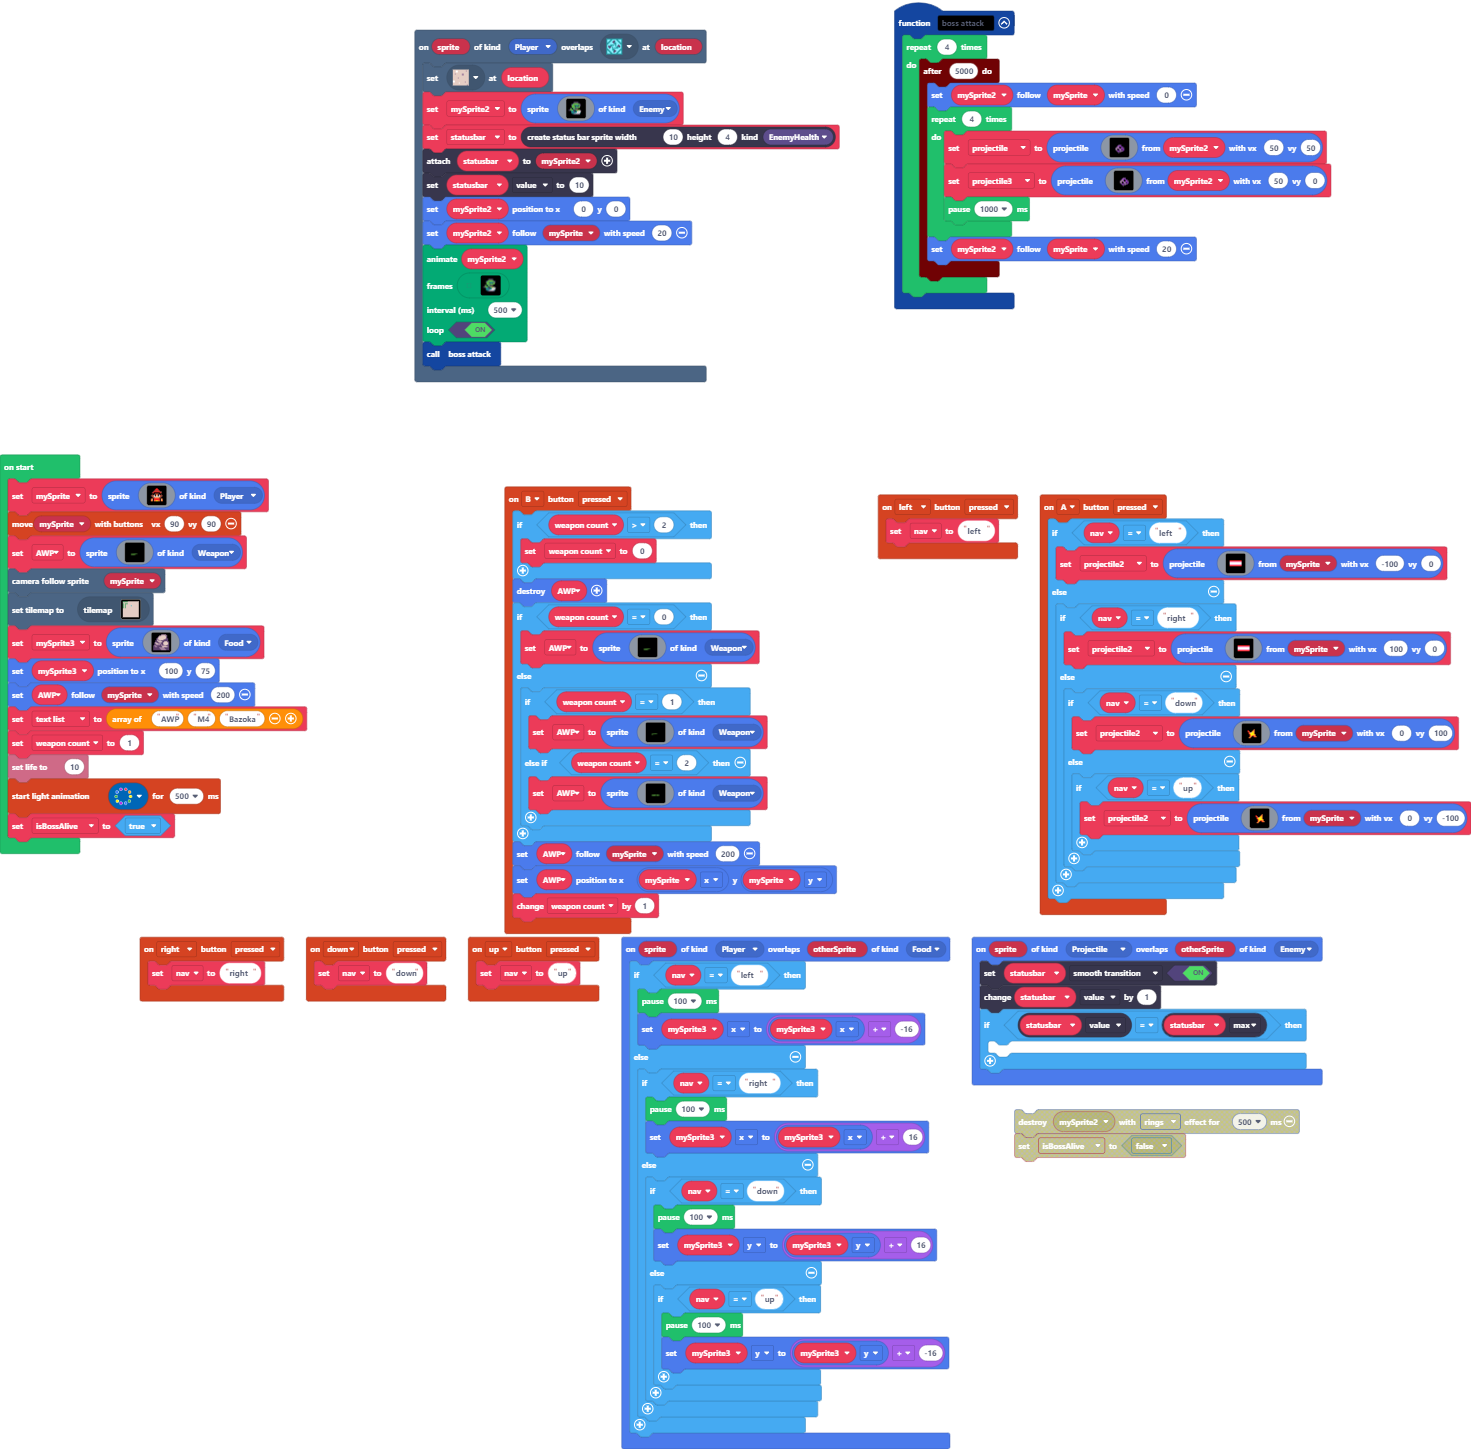 on sprite of kind Player overlaps at location
set at location
set mySprite2 to sprite of kind Enemy
set statusbar to create status bar sprite width 10 height 4 kind EnemyHealth
attach statusbar to mySprite2
set statusbar value to 10
set mySprite2 position to x 0 y 0
set mySprite2 follow mySprite with speed 20
animate mySprite2
frames
interval (ms) 500
loop ON
call boss attack
function boss attack
repeat 4 times
do
after 5000 do
set mySprite2 follow mySprite with speed 0
repeat 4 times
do
set projectile to projectile from mySprite2 with vx 50 vy 50
set projectile3 to projectile from mySprite2 with vx 50 vy 0
pause 1000 ms
set mySprite2 follow mySprite with speed 20
on start
set mySprite to sprite of kind Player
move mySprite with buttons vx 90 vy 90
set AWP to sprite of kind Weapon
camera follow sprite mySprite
set tilemap to tilemap
set mySprite3 to sprite of kind Food
set mySprite3 position to x 100 y 75
set AWP follow mySprite with speed 200
set text list to array of "AWP" "M4" "Bazoka"
set weapon count to 1
set life to 10
start light animation for 500 ms
set isBossAlive to true
on B button pressed
if weapon count > 2 then
set weapon count to 0
destroy AWP
if weapon count = 0 then
set AWP to sprite of kind Weapon
else
if weapon count = 1 then
set AWP to sprite of kind Weapon
else if weapon count = 2 then
set AWP to sprite of kind Weapon
set AWP follow mySprite with speed 200
set AWP position to x mySprite x y mySprite y
change weapon count by 1
on left button pressed
set nav to "left"
on A button pressed
if nav = "left" then
set projectile2 to projectile from mySprite with vx -100 vy 0
else
if nav = "right" then
set projectile2 to projectile from mySprite with vx 100 vy 0
else
if nav = "down" then
set projectile2 to projectile from mySprite with vx 0 vy 100
else
if nav = "up" then
set projectile2 to projectile from mySprite with vx 0 vy -100
on right button pressed
set nav to "right"
on down button pressed
set nav to "down"
on up button pressed
set nav to "up"
on sprite of kind Player overlaps otherSprite of kind Food
if nav = "left" then
pause 100 ms
set mySprite3 x to mySprite3 x + -16
else
if nav = "right" then
pause 100 ms
set mySprite3 x to mySprite3 x + 16
else
if nav = "down" then
pause 100 ms
set mySprite3 y to mySprite3 y + 16
else
if nav = "up" then
pause 100 ms
set mySprite3 y to mySprite3 y + -16
on sprite of kind Projectile overlaps otherSprite of kind Enemy
set statusbar smooth transition ON
change statusbar value by 1
if statusbar value = statusbar max then
destroy mySprite2 with rings effect for 500 ms
set isBossAlive to false